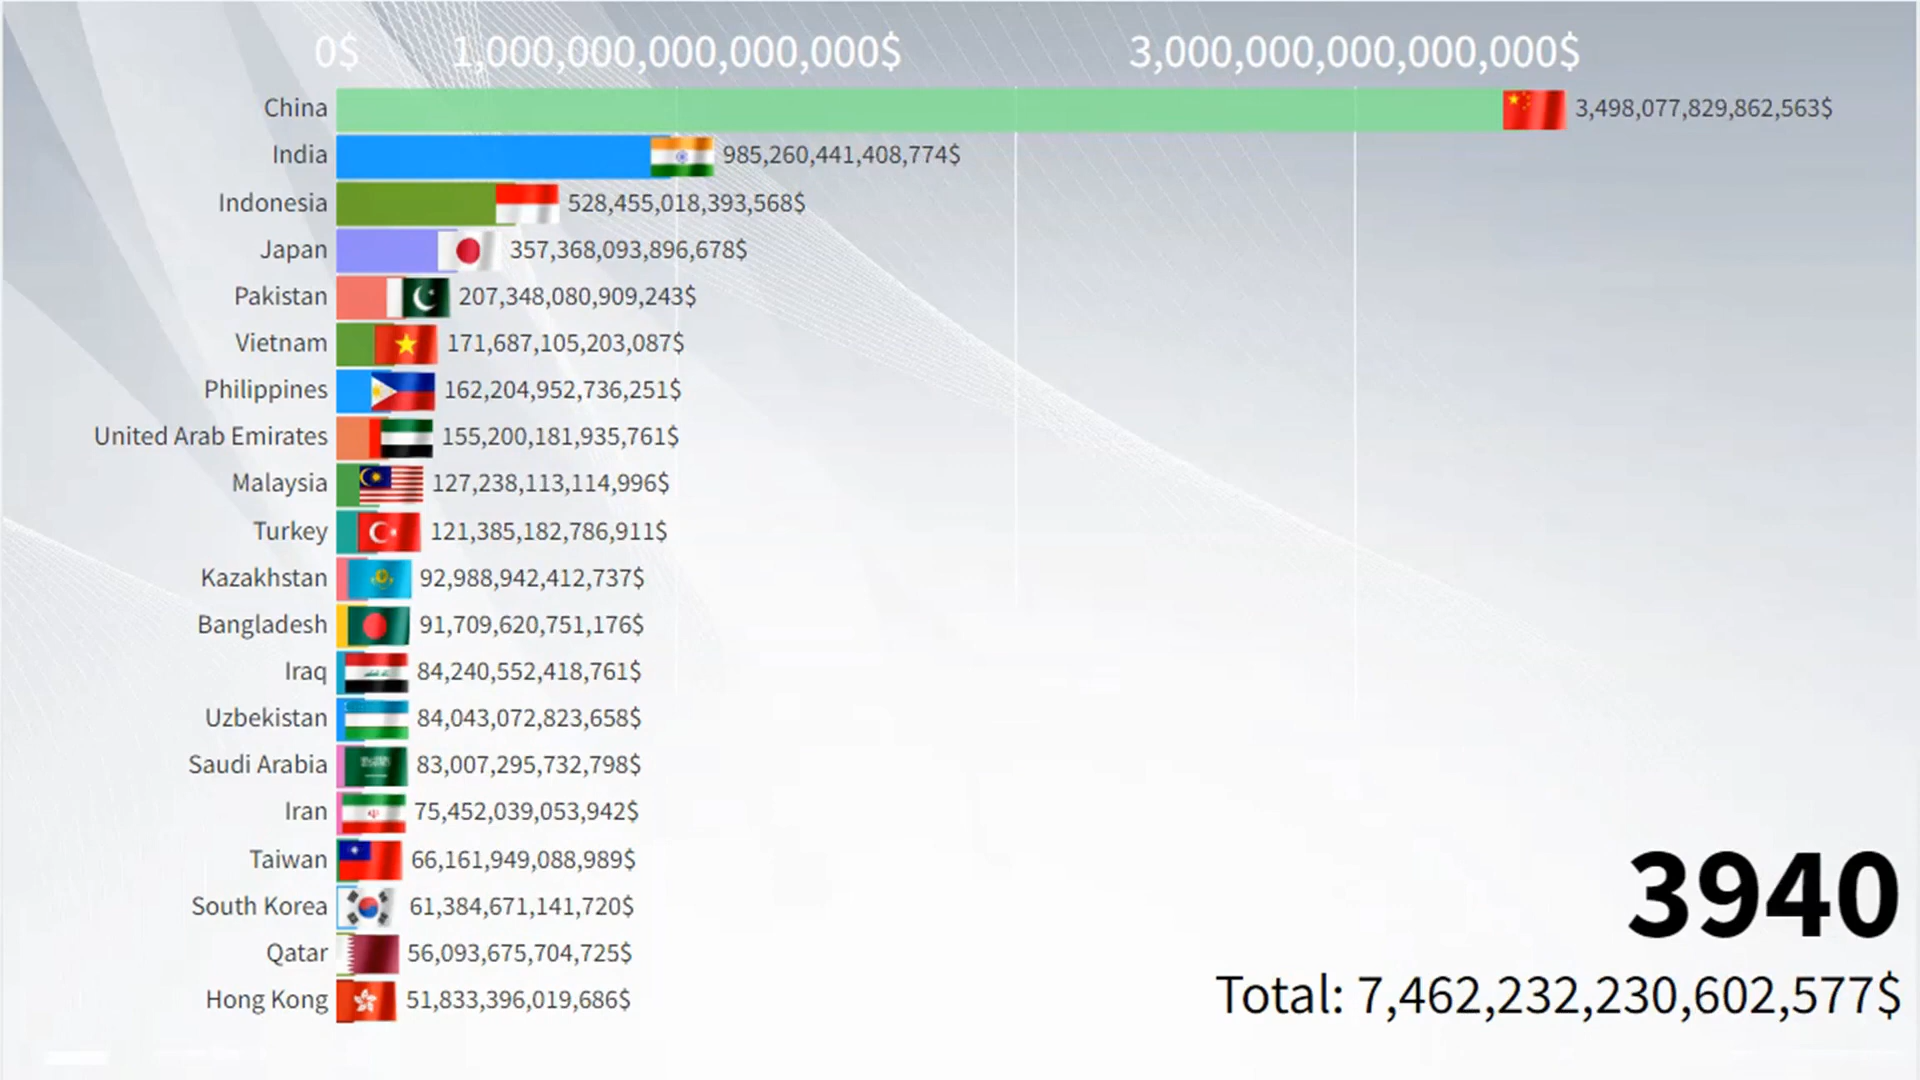 0$ 1,000,000,000,000,000$ 3,000,000,000,000,000$
China 3,498,077,829,862,563$
India 985,260,441,408,774$
Indonesia 528,455,018,393,568$
Japan 357,368,093,896,678$
Pakistan 207,348,080,909,243$
Vietnam 171,687,105,203,087$
Philippines 162,204,952,736,251$
United Arab Emirates 155,200,181,935,761$
Malaysia 127,238,113,114,996$
Turkey 121,385,182,786,911$
Kazakhstan 92,988,942,412,737$
Bangladesh 91,709,620,751,176$
Iraq 84,240,552,418,761$
Uzbekistan 84,043,072,823,658$
Saudi Arabia 83,007,295,732,798$
Iran 75,452,039,053,942$
Taiwan 66,161,949,088,989$
South Korea 61,384,671,141,720$
Qatar 56,093,675,704,725$
Hong Kong 51,833,396,019,686$
3940
Total: 7,462,232,230,602,577$